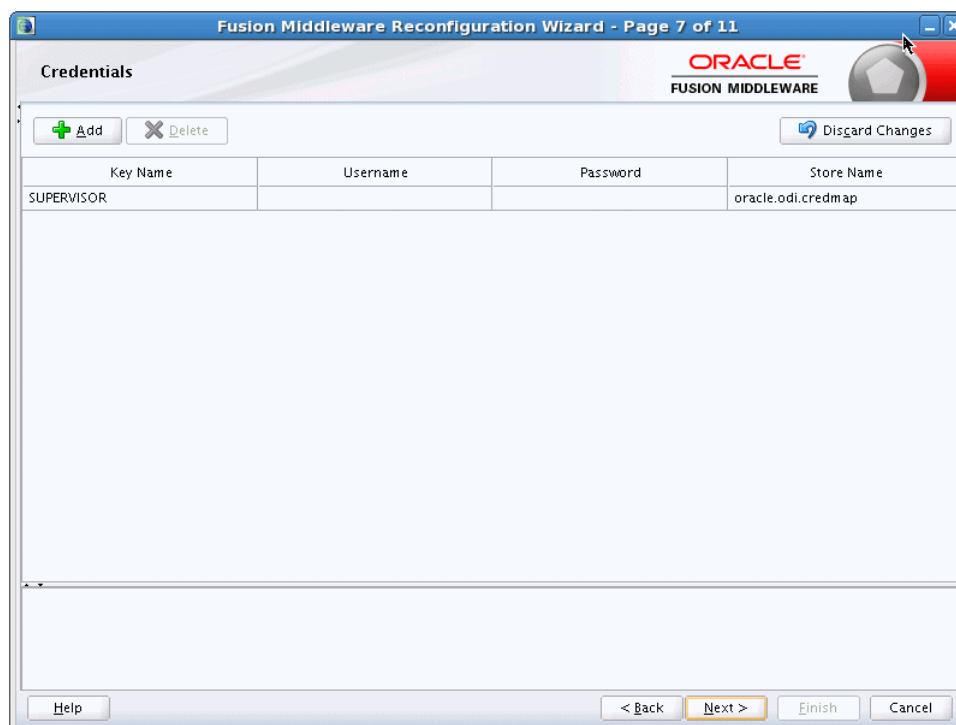 Fusion Middleware Reconfiguration Wizard - Page 7 of 11
Credentials
ORACLE
FUSION MIDDLEWARE
Add
Delete
Discard Changes
Key Name Username Password Store Name
SUPERVISOR oracle.odi.credmap
Help < Back Next > Finish Cancel